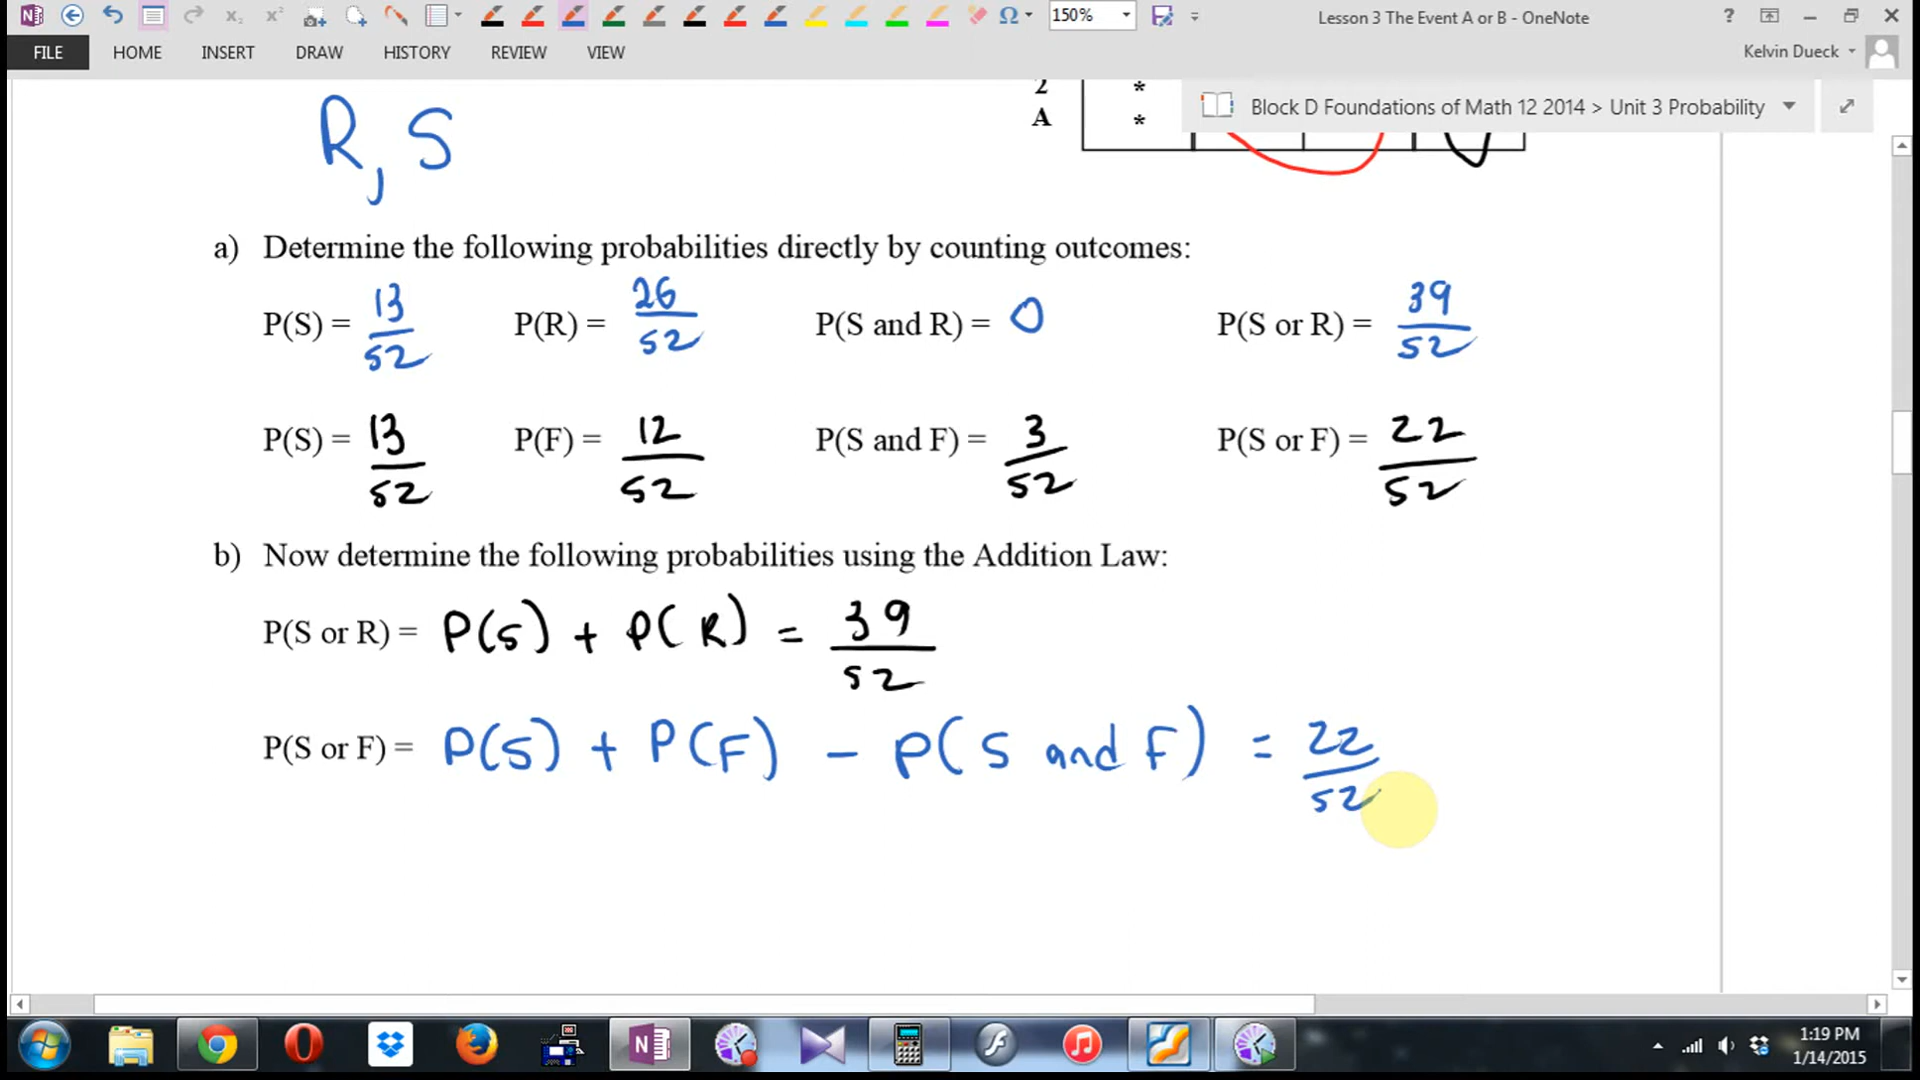 150%
Lesson 3 The Event A or B - OneNote
FILE HOME INSERT DRAW HISTORY REVIEW VIEW
Kelvin Dueck
Block D Foundations of Math 12 2014 > Unit 3 Probability
2 *
A *
R, S
a) Determine the following probabilities directly by counting outcomes:
P(S) = 13/52 P(R) = 26/52 P(S and R) = 0 P(S or R) = 39/52
P(S) = 13/52 P(F) = 12/52 P(S and F) = 3/52 P(S or F) = 22/52
b) Now determine the following probabilities using the Addition Law:
P(S or R) = P(S) + P(R) = 39/52
P(S or F) = P(S) + P(F) - P(S and F) = 22/52
1:19 PM
1/14/2015